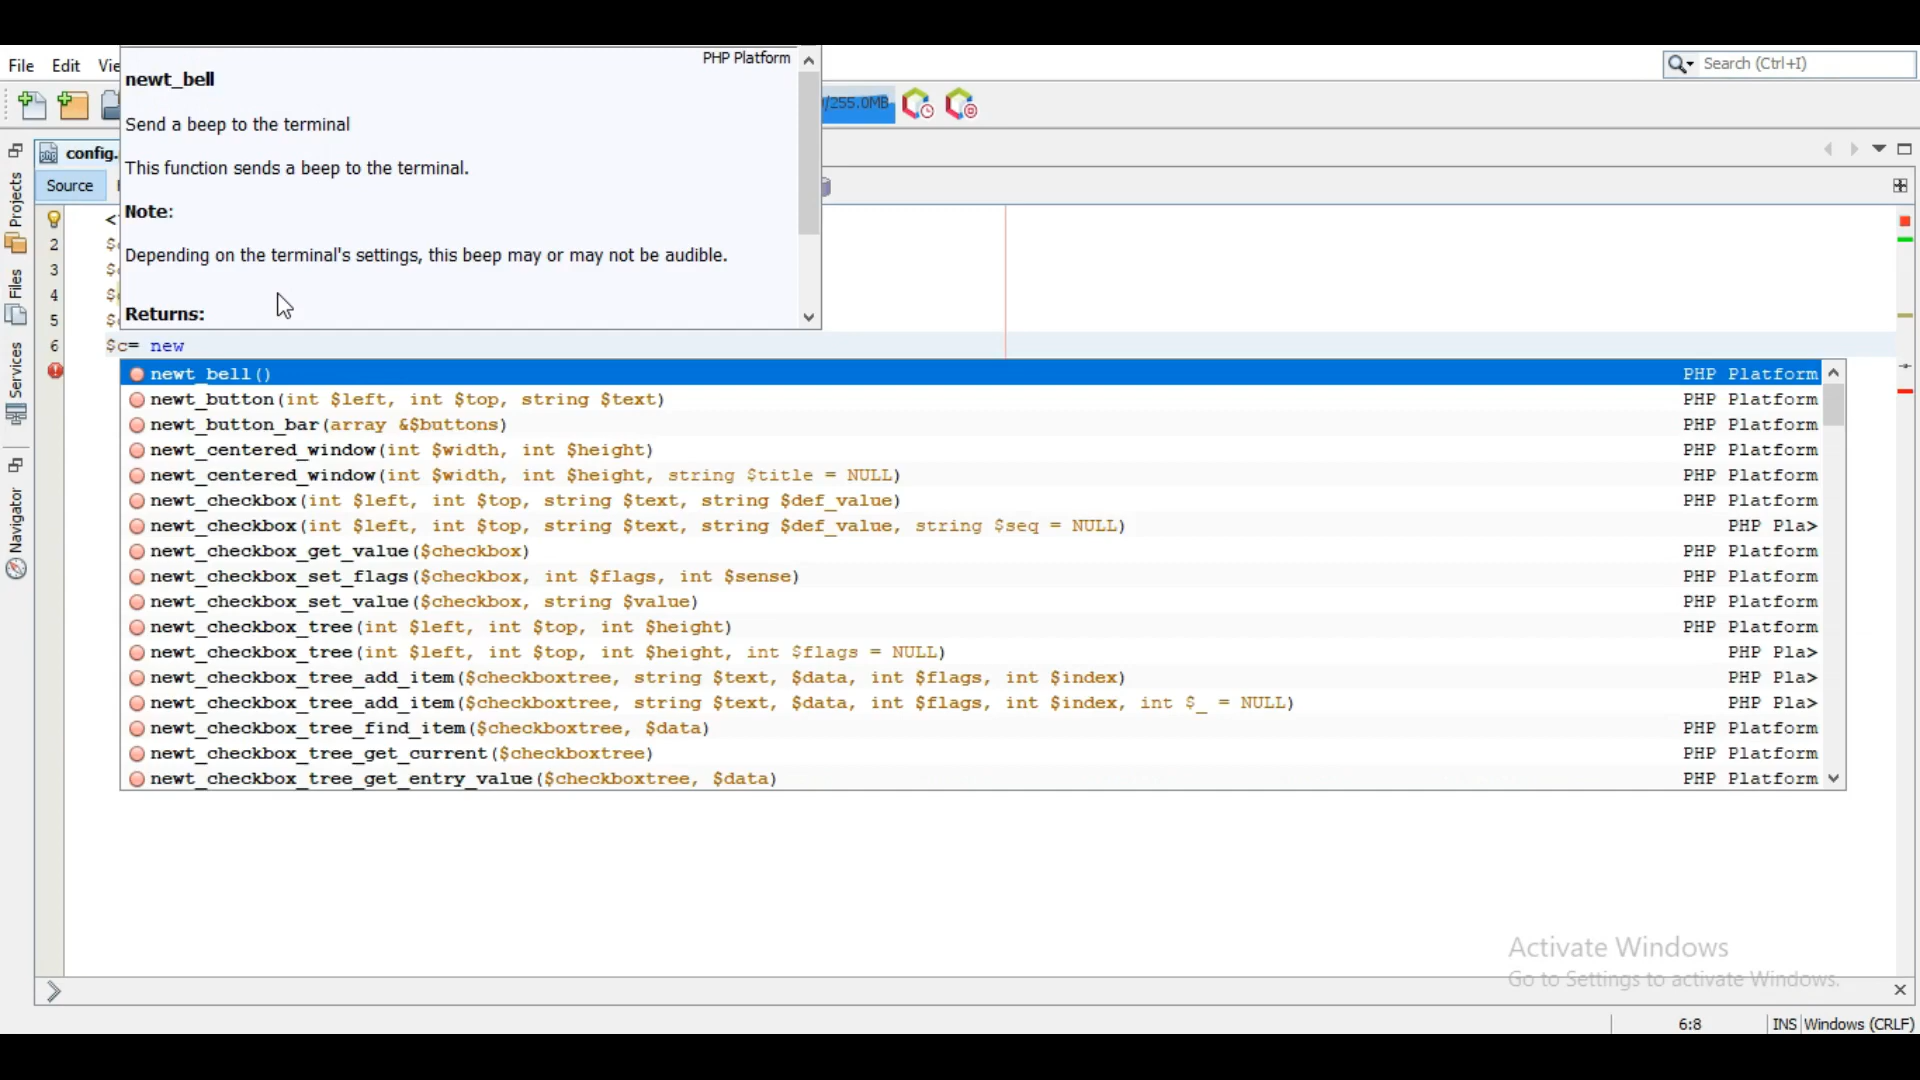 File Edit Vie
Search (Ctrl+I)
/255.0MB
PHP Platform
newt_bell
Send a beep to the terminal
This function sends a beep to the terminal.
Note:
Depending on the terminal's settings, this beep may or may not be audible.
Returns:
config.
Source
Projects
Files
Services
Navigator
<
2 $
3 $
4 $
5 $
6 $c= new
newt_bell() PHP Platform
newt_button(int $left, int $top, string $text) PHP Platform
newt_button_bar(array &$buttons) PHP Platform
newt_centered_window(int $width, int $height) PHP Platform
newt_centered_window(int $width, int $height, string $title = NULL) PHP Platform
newt_checkbox(int $left, int $top, string $text, string $def_value) PHP Platform
newt_checkbox(int $left, int $top, string $text, string $def_value, string $seq = NULL) PHP Pla>
newt_checkbox_get_value($checkbox) PHP Platform
newt_checkbox_set_flags($checkbox, int $flags, int $sense) PHP Platform
newt_checkbox_set_value($checkbox, string $value) PHP Platform
newt_checkbox_tree(int $left, int $top, int $height) PHP Platform
newt_checkbox_tree(int $left, int $top, int $height, int $flags = NULL) PHP Pla>
newt_checkbox_tree_add_item($checkboxtree, string $text, $data, int $flags, int $index) PHP Pla>
newt_checkbox_tree_add_item($checkboxtree, string $text, $data, int $flags, int $index, int $_ = NULL) PHP Pla>
newt_checkbox_tree_find_item($checkboxtree, $data) PHP Platform
newt_checkbox_tree_get_current($checkboxtree) PHP Platform
newt_checkbox_tree_get_entry_value($checkboxtree, $data) PHP Platform
Activate Windows
Go to Settings to activate Windows.
6:8 INS Windows (CRLF)